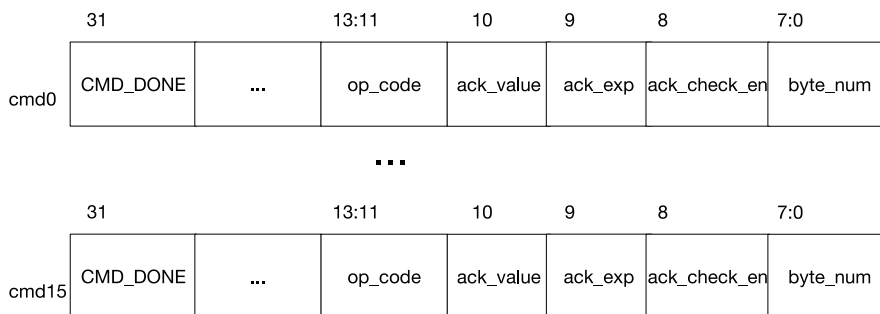 31 13:11 10 9 8 7:0
cmd0 CMD_DONE ... op_code ack_value ack_exp ack_check_en byte_num
...
31 13:11 10 9 8 7:0
cmd15 CMD_DONE ... op_code ack_value ack_exp ack_check_en byte_num